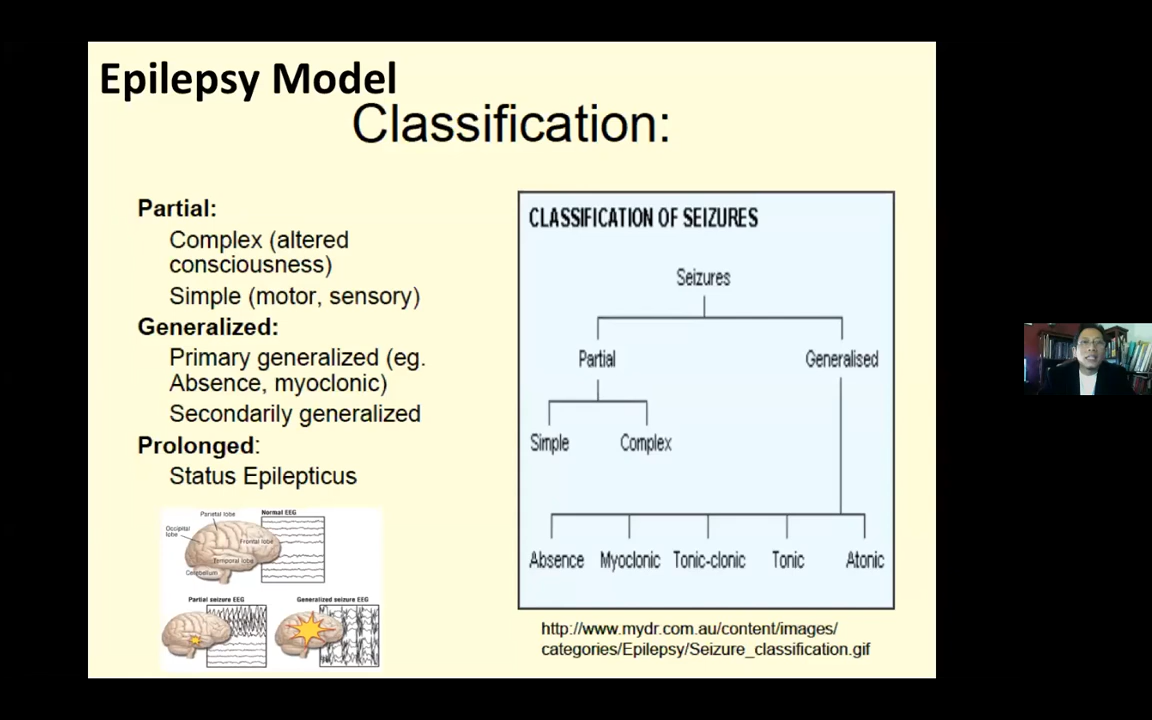 Epilepsy Model
Classification:
Partial:
Complex (altered
consciousness)
Simple (motor, sensory)
Generalized:
Primary generalized (eg.
Absence, myoclonic)
Secondarily generalized
Prolonged:
Status Epilepticus
Parietal lobe
Occipital
lobe
Frontal lobe
Temporal lobe
Cerebellum
Normal EEG
Partial seizure EEG
Generalized seizure EEG
CLASSIFICATION OF SEIZURES
Seizures
Partial
Generalised
Simple
Complex
Absence
Myoclonic
Tonic-clonic
Tonic
Atonic
http://www.mydr.com.au/content/images/
categories/Epilepsy/Seizure_classification.gif